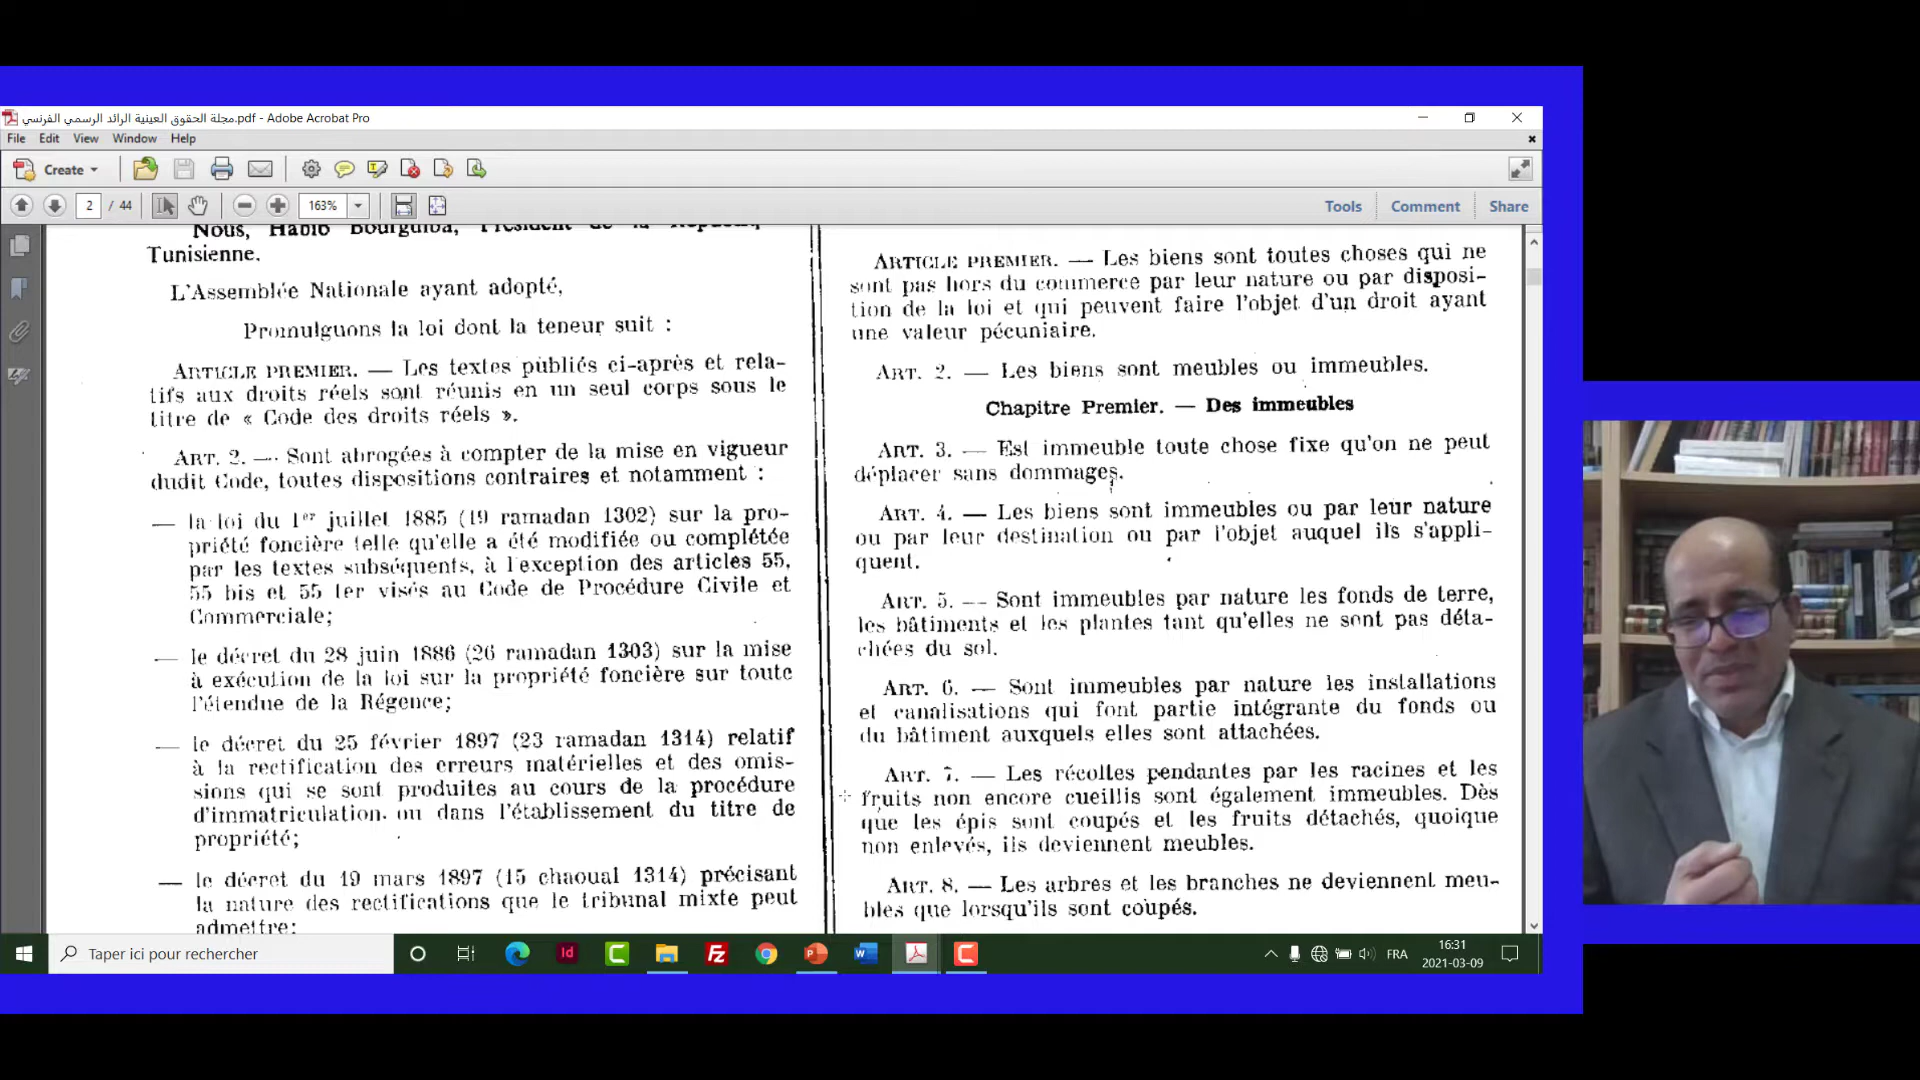 مجلة الحقوق العينية الرائد الرسمي الفرنسي.pdf - Adobe Acrobat Pro
File Edit View Window Help
Create
2 / 44
163%
Tools
Comment
Share
Nous, Habib Bourguiba, Président de la Républiq
Tunisienne.
L'Assemblée Nationale ayant adopté,
Promulguons la loi dont la teneur suit :
ARTICLE PREMIER. — Les textes publiés ci-après et rela-
tifs aux droits réels sont réunis en un seul corps sous le
titre de « Code des droits réels ».
ART. 2. — Sont abrogées à compter de la mise en vigueur
dudit Code, toutes dispositions contraires et notamment :
— la loi du 1er juillet 1885 (19 ramadan 1302) sur la pro-
priété foncière telle qu'elle a été modifiée ou complétée
par les textes subséquents, à l'exception des articles 55,
55 bis et 55 ter visés au Code de Procédure Civile et
Commerciale;
— le décret du 28 juin 1886 (26 ramadan 1303) sur la mise
à exécution de la loi sur la propriété foncière sur toute
l'étendue de la Régence;
— le décret du 25 février 1897 (23 ramadan 1314) relatif
à la rectification des erreurs matérielles et des omis-
sions qui se sont produites au cours de la procédure
d'immatriculation ou dans l'établissement du titre de
propriété;
— le décret du 19 mars 1897 (15 chaoual 1314) précisant
la nature des rectifications que le tribunal mixte peut
admettre;
ARTICLE PREMIER. — Les biens sont toutes choses qui ne
sont pas hors du commerce par leur nature ou par disposi-
tion de la loi et qui peuvent faire l'objet d'un droit ayant
une valeur pécuniaire.
ART. 2. — Les biens sont meubles ou immeubles.
Chapitre Premier. — Des immeubles
ART. 3. — Est immeuble toute chose fixe qu'on ne peut
déplacer sans dommages.
ART. 4. — Les biens sont immeubles ou par leur nature
ou par leur destination ou par l'objet auquel ils s'appli-
quent.
ART. 5. — Sont immeubles par nature les fonds de terre,
les bâtiments et les plantes tant qu'elles ne sont pas déta-
chées du sol.
ART. 6. — Sont immeubles par nature les installations
et canalisations qui font partie intégrante du fonds ou
du bâtiment auxquels elles sont attachées.
ART. 7. — Les récoltes pendantes par les racines et les
fruits non encore cueillis sont également immeubles. Dès
que les épis sont coupés et les fruits détachés, quoique
non enlevés, ils deviennent meubles.
ART. 8. — Les arbres et les branches ne deviennent meu-
bles que lorsqu'ils sont coupés.
Taper ici pour rechercher
FRA
16:31
2021-03-09